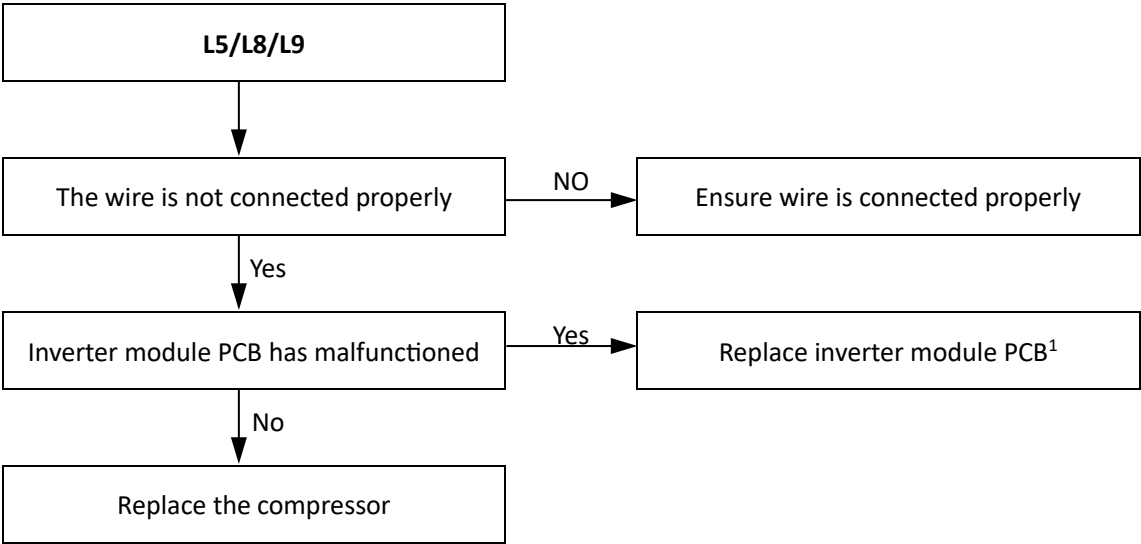 L5/L8/L9
The wire is not connected properly
NO
Ensure wire is connected properly
Yes
Inverter module PCB has malfunctioned
Yes
Replace inverter module PCB¹
No
Replace the compressor